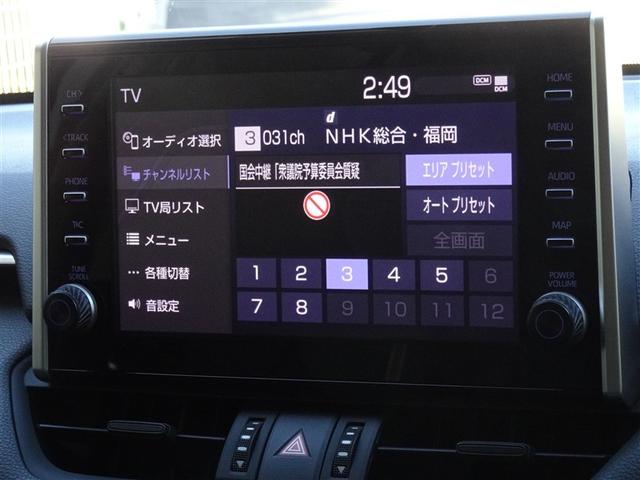 TV
2:49
DCM
DCM
オーディオ選択
チャンネルリスト
TV局リスト
メニュー
各種切替
音設定
d
3 031ch NHK総合・福岡
国会中継「衆議院予算委員会質疑
エリア プリセット
オートプリセット
全画面
1 2 3 4 5 6
7 8 9 10 11 12
CH>
<TRACK
PHONE
T/C
TUNE
SCROLL
HOME
MENU
AUDIO
MAP
POWER
VOLUME